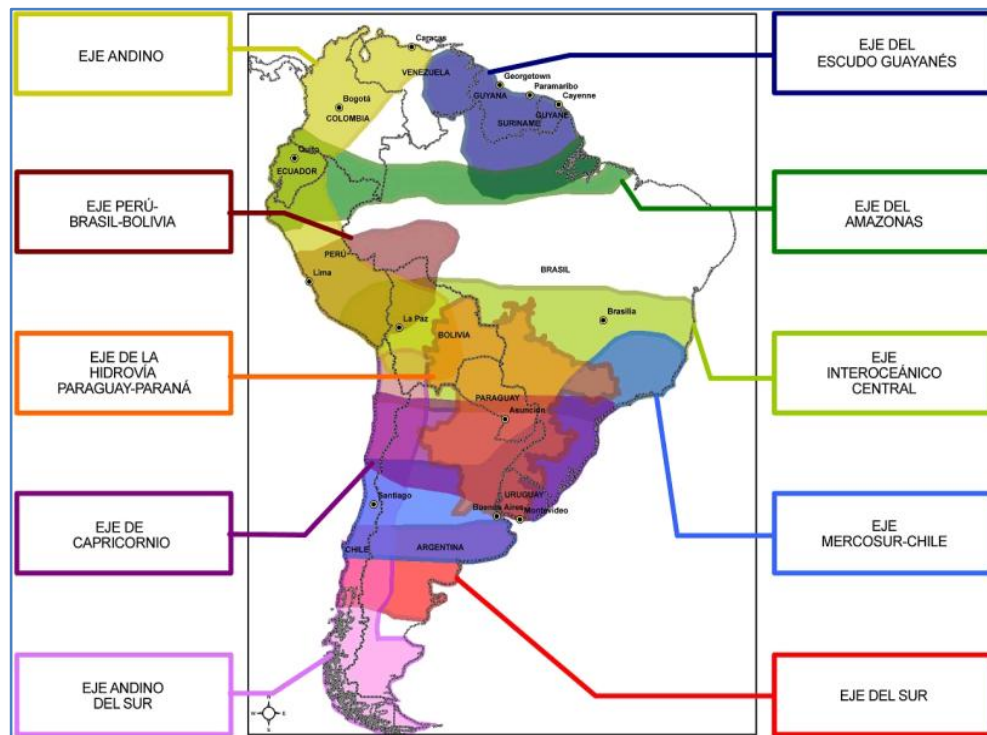 EJE ANDINO
EJE DEL
ESCUDO GUAYANÉS
EJE PERÚ-
BRASIL-BOLIVIA
EJE DEL
AMAZONAS
EJE DE LA
HIDROVÍA
PARAGUAY-PARANÁ
EJE
INTEROCEÁNICO
CENTRAL
EJE DE
CAPRICORNIO
EJE
MERCOSUR-CHILE
EJE ANDINO
DEL SUR
EJE DEL SUR
Caracas
VENEZUELA
Georgetown
GUYANA
Paramaribo
Cayenne
SURINAME
GUYANE
Bogotá
COLOMBIA
Quito
ECUADOR
PERÚ
Lima
BRASIL
Brasilia
La Paz
BOLIVIA
PARAGUAY
Asunción
URUGUAY
Buenos Aires
Montevideo
Santiago
CHILE
ARGENTINA
N
W
E
S